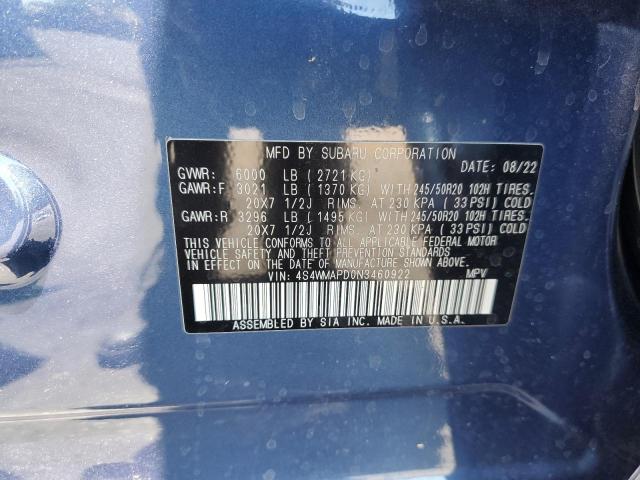 MFD BY SUBARU CORPORATION
GVWR: 6000 LB (2721 KG) DATE: 08/22
GAWR:F 3021 LB (1370 KG) WITH 245/50R20 102H TIRES.
20X7 1/2J RIMS. AT 230 KPA (33 PSI) COLD
GAWR:R 3296 LB (1495 KG) WITH 245/50R20 102H TIRES.
20X7 1/2J RIMS. AT 230 KPA (33 PSI) COLD
THIS VEHICLE CONFORMS TO ALL APPLICABLE FEDERAL MOTOR
VEHICLE SAFETY AND THEFT PREVENTION STANDARDS IN
EFFECT ON THE DATE OF MANUFACTURE SHOWN ABOVE.
VIN: 4S4WMAPD0N3460922 MPV
ASSEMBLED BY SIA INC. MADE IN U.S.A.